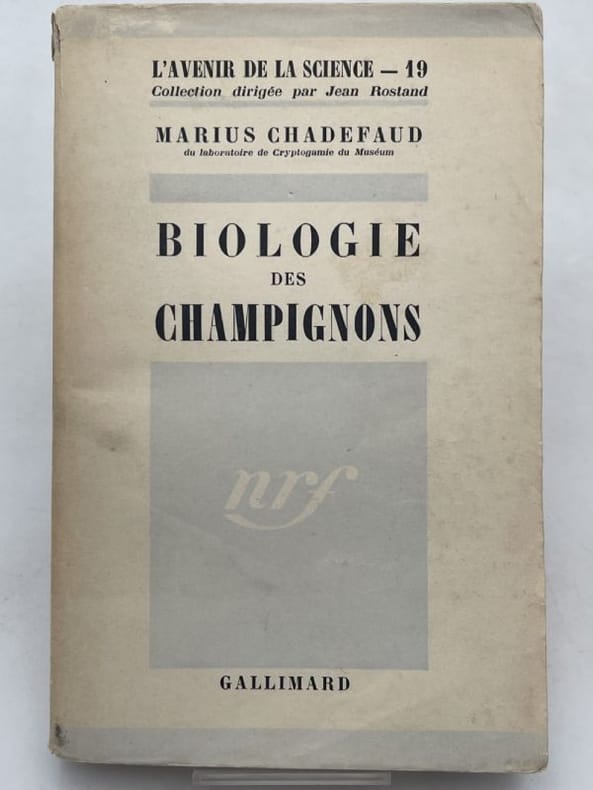 L'AVENIR DE LA SCIENCE — 19
Collection dirigée par Jean Rostand
MARIUS CHADEFAUD
du laboratoire de Cryptogamie du Muséum
BIOLOGIE
DES
CHAMPIGNONS
nrf
GALLIMARD